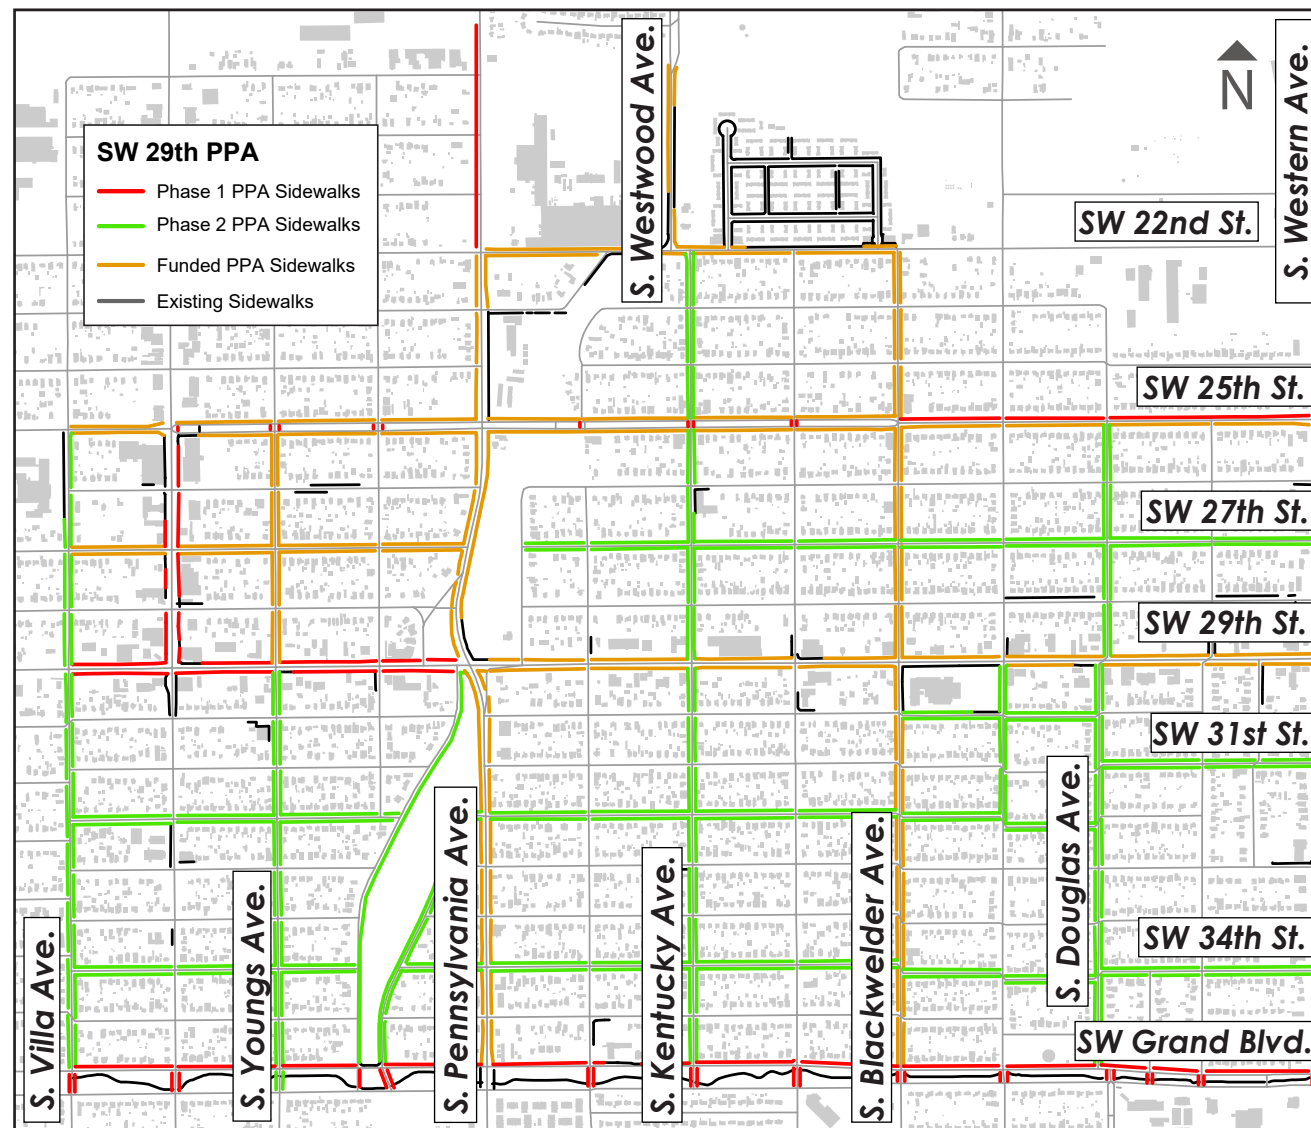 SW 29th PPA
Phase 1 PPA Sidewalks
Phase 2 PPA Sidewalks
Funded PPA Sidewalks
Existing Sidewalks
S. Westwood Ave.
N
S. Western Ave.
SW 22nd St.
SW 25th St.
SW 27th St.
SW 29th St.
SW 31st St.
SW 34th St.
SW Grand Blvd.
S. Villa Ave.
S. Youngs Ave.
S. Pennsylvania Ave.
S. Kentucky Ave.
S. Blackwelder Ave.
S. Douglas Ave.